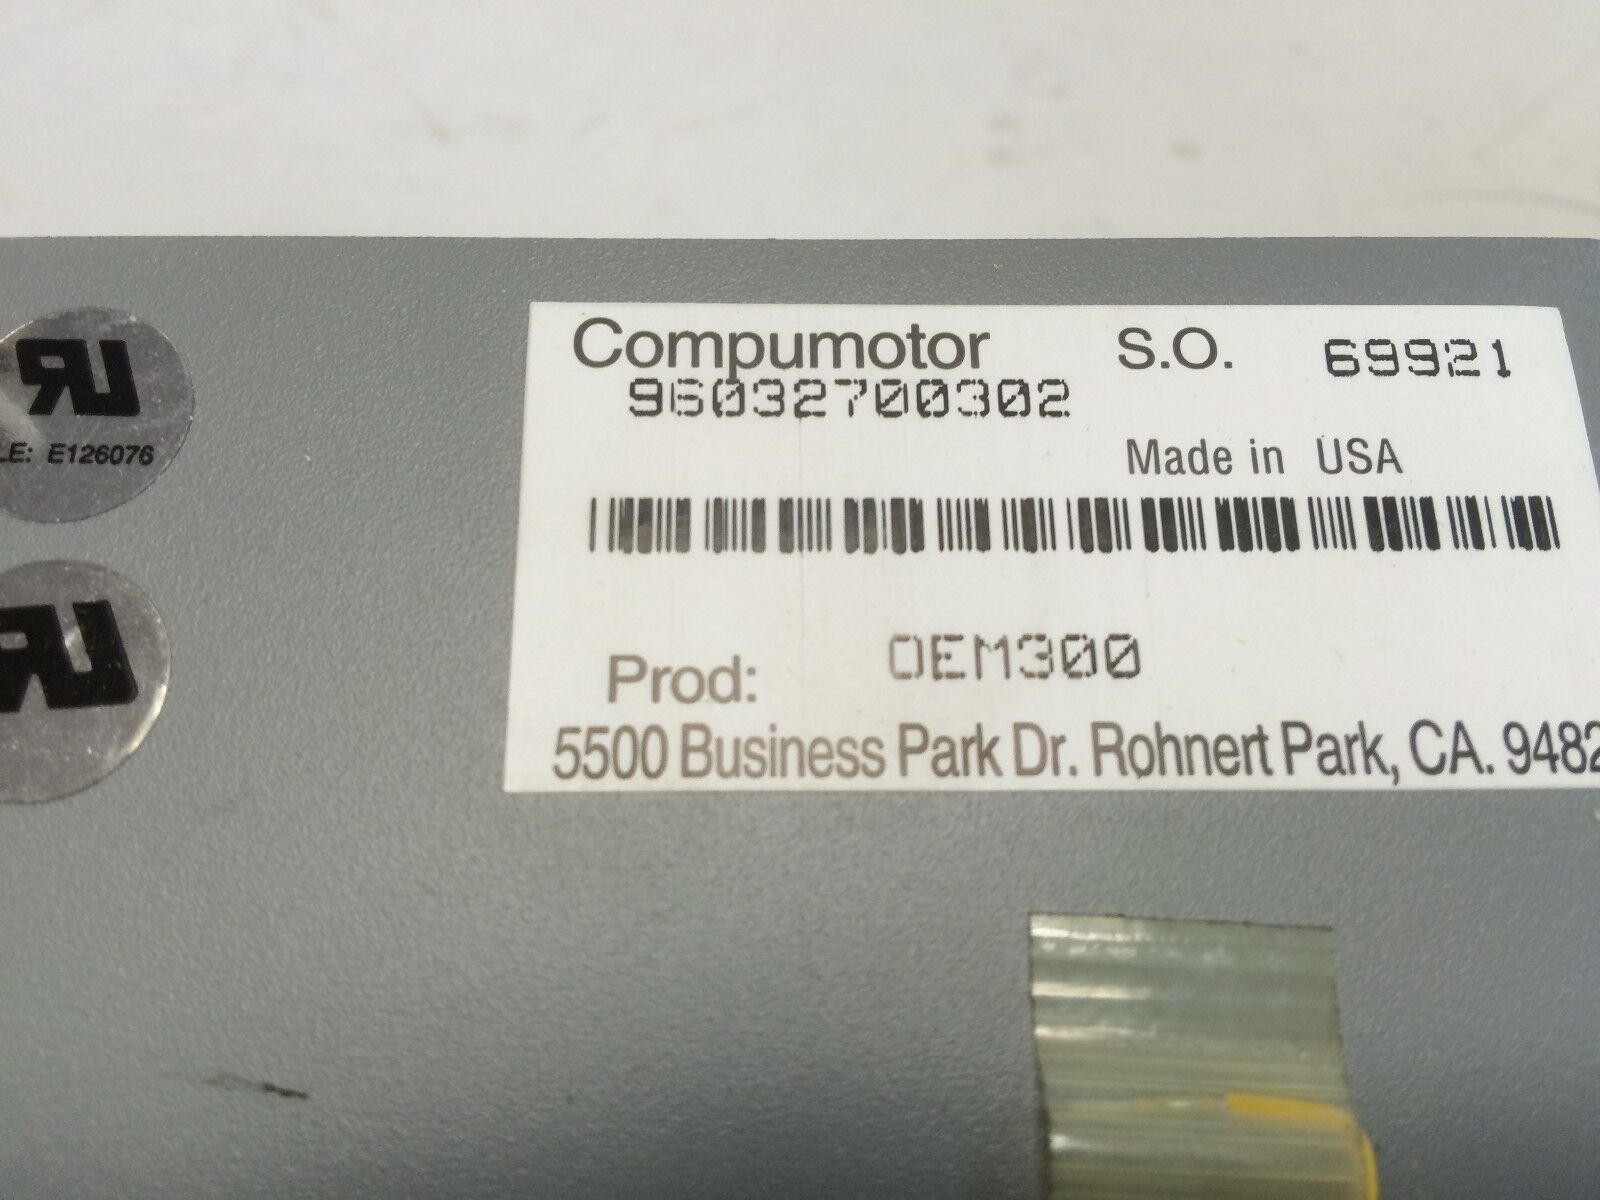 Compumotor S.O. 69921
96032700302
Made in USA
Prod: OEM300
5500 Business Park Dr. Rohnert Park, CA. 9482
LE: E126076